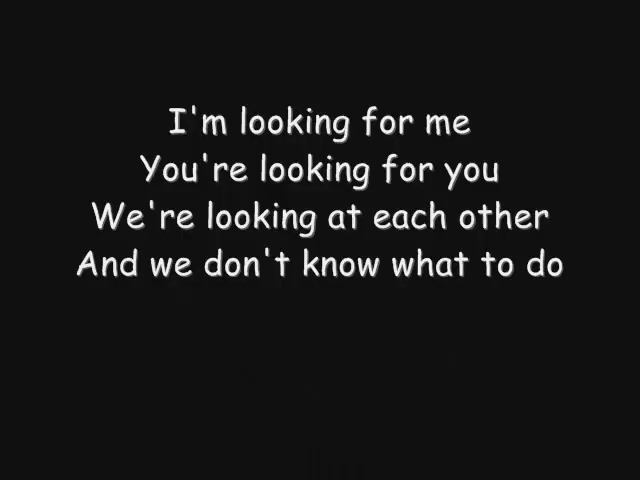 I'm looking for me
You're looking for you
We're looking at each other
And we don't know what to do